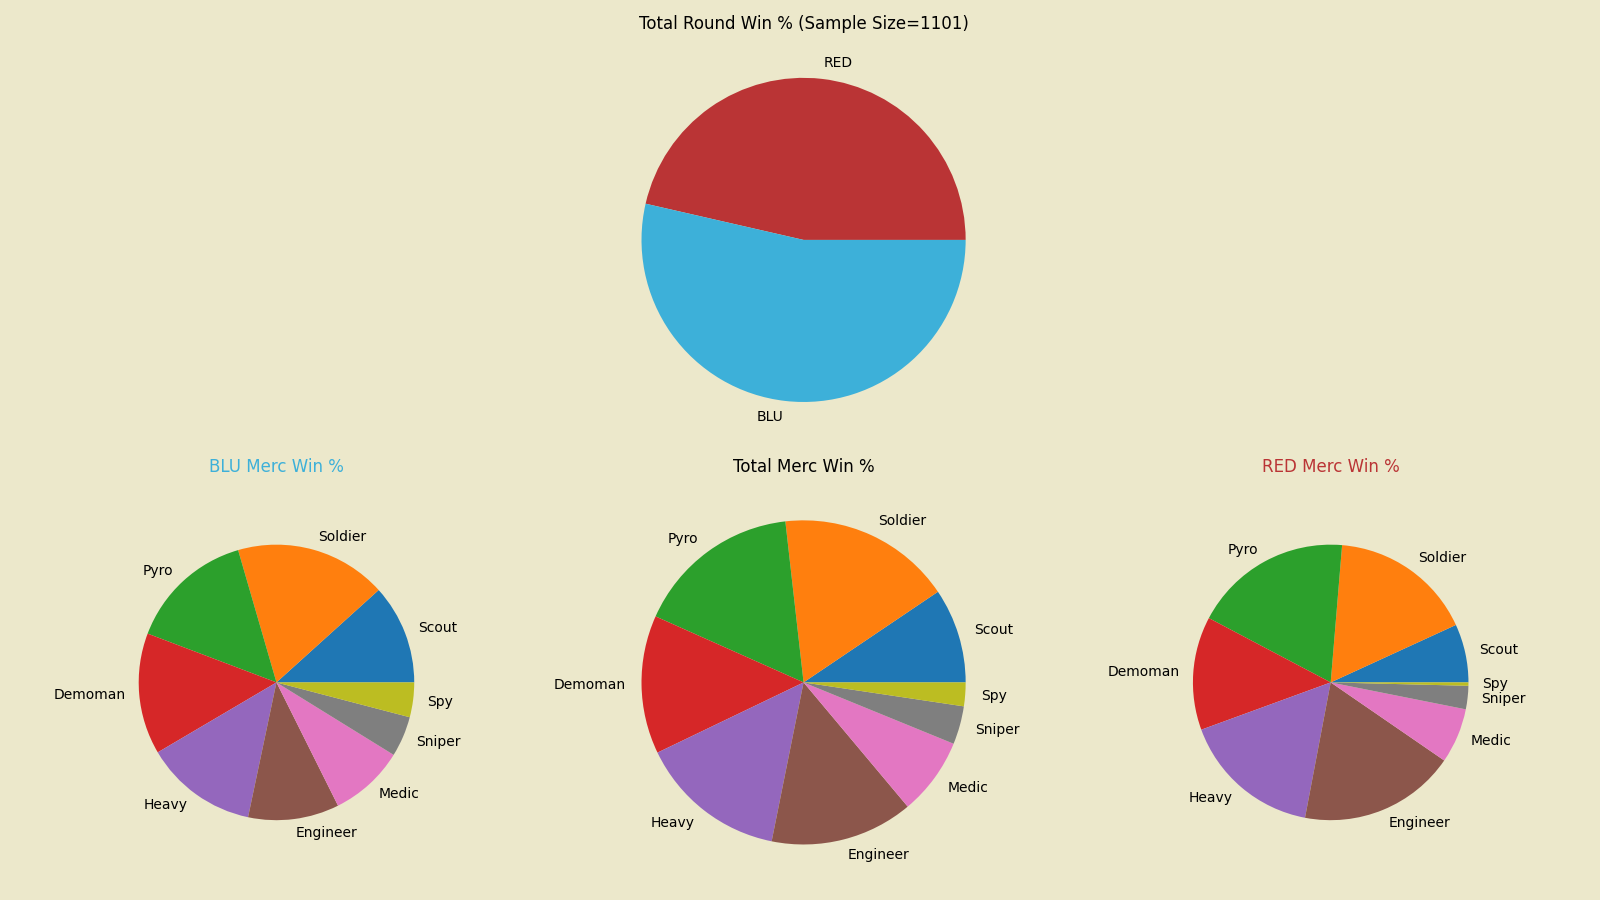 Total Round Win % (Sample Size=1101)
RED
BLU
BLU Merc Win %
Soldier
Pyro
Scout
Demoman
Spy
Sniper
Medic
Heavy
Engineer
Total Merc Win %
Soldier
Pyro
Scout
Demoman
Spy
Sniper
Medic
Heavy
Engineer
RED Merc Win %
Pyro
Soldier
Scout
Demoman
Spy
Sniper
Medic
Heavy
Engineer